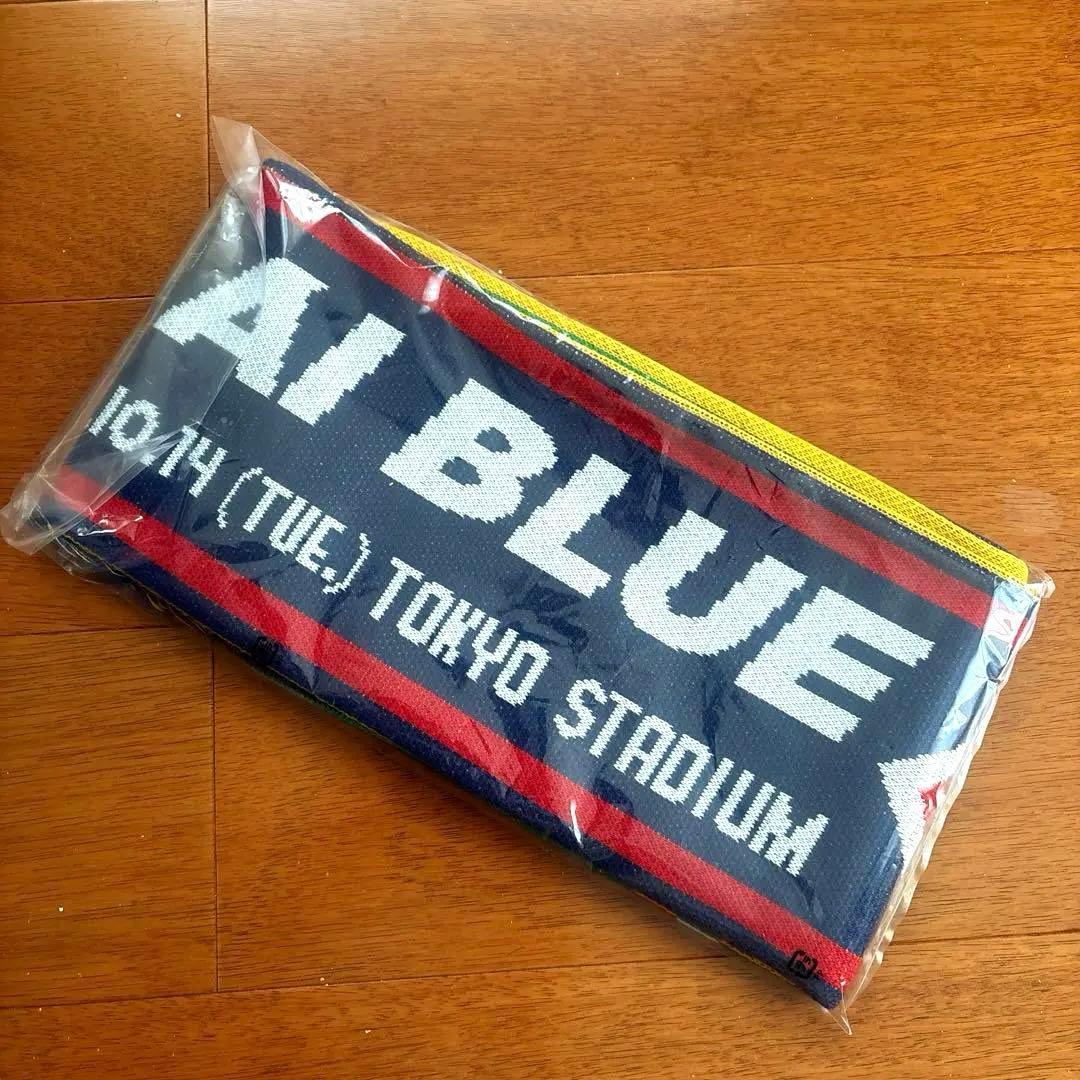 AI BLUE
10.14 (TUE.) TOKYO STADIUM